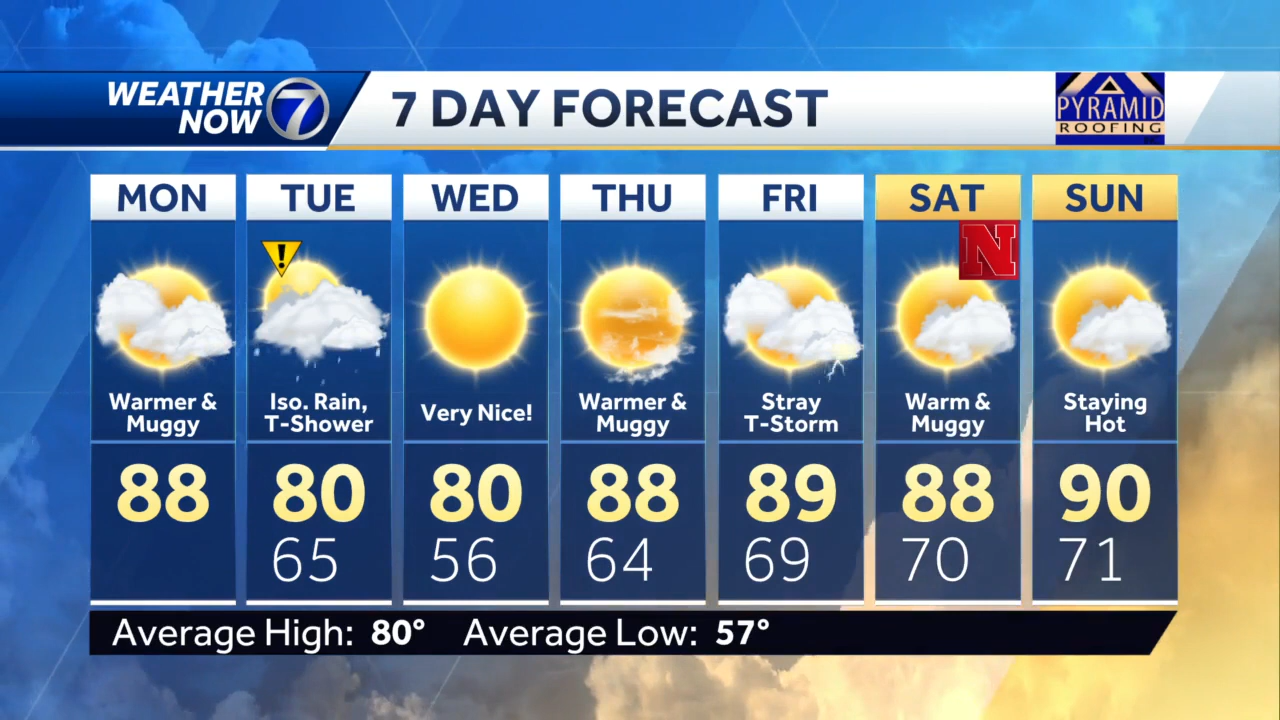 WEATHER
NOW 7
7 DAY FORECAST
PYRAMID
ROOFING
MON TUE WED THU FRI SAT SUN
!
N
Warmer &
Muggy
Iso. Rain,
T-Shower
Very Nice!
Warmer &
Muggy
Stray
T-Storm
Warm &
Muggy
Staying
Hot
88 80 80 88 89 88 90
65 56 64 69 70 71
Average High: 80° Average Low: 57°